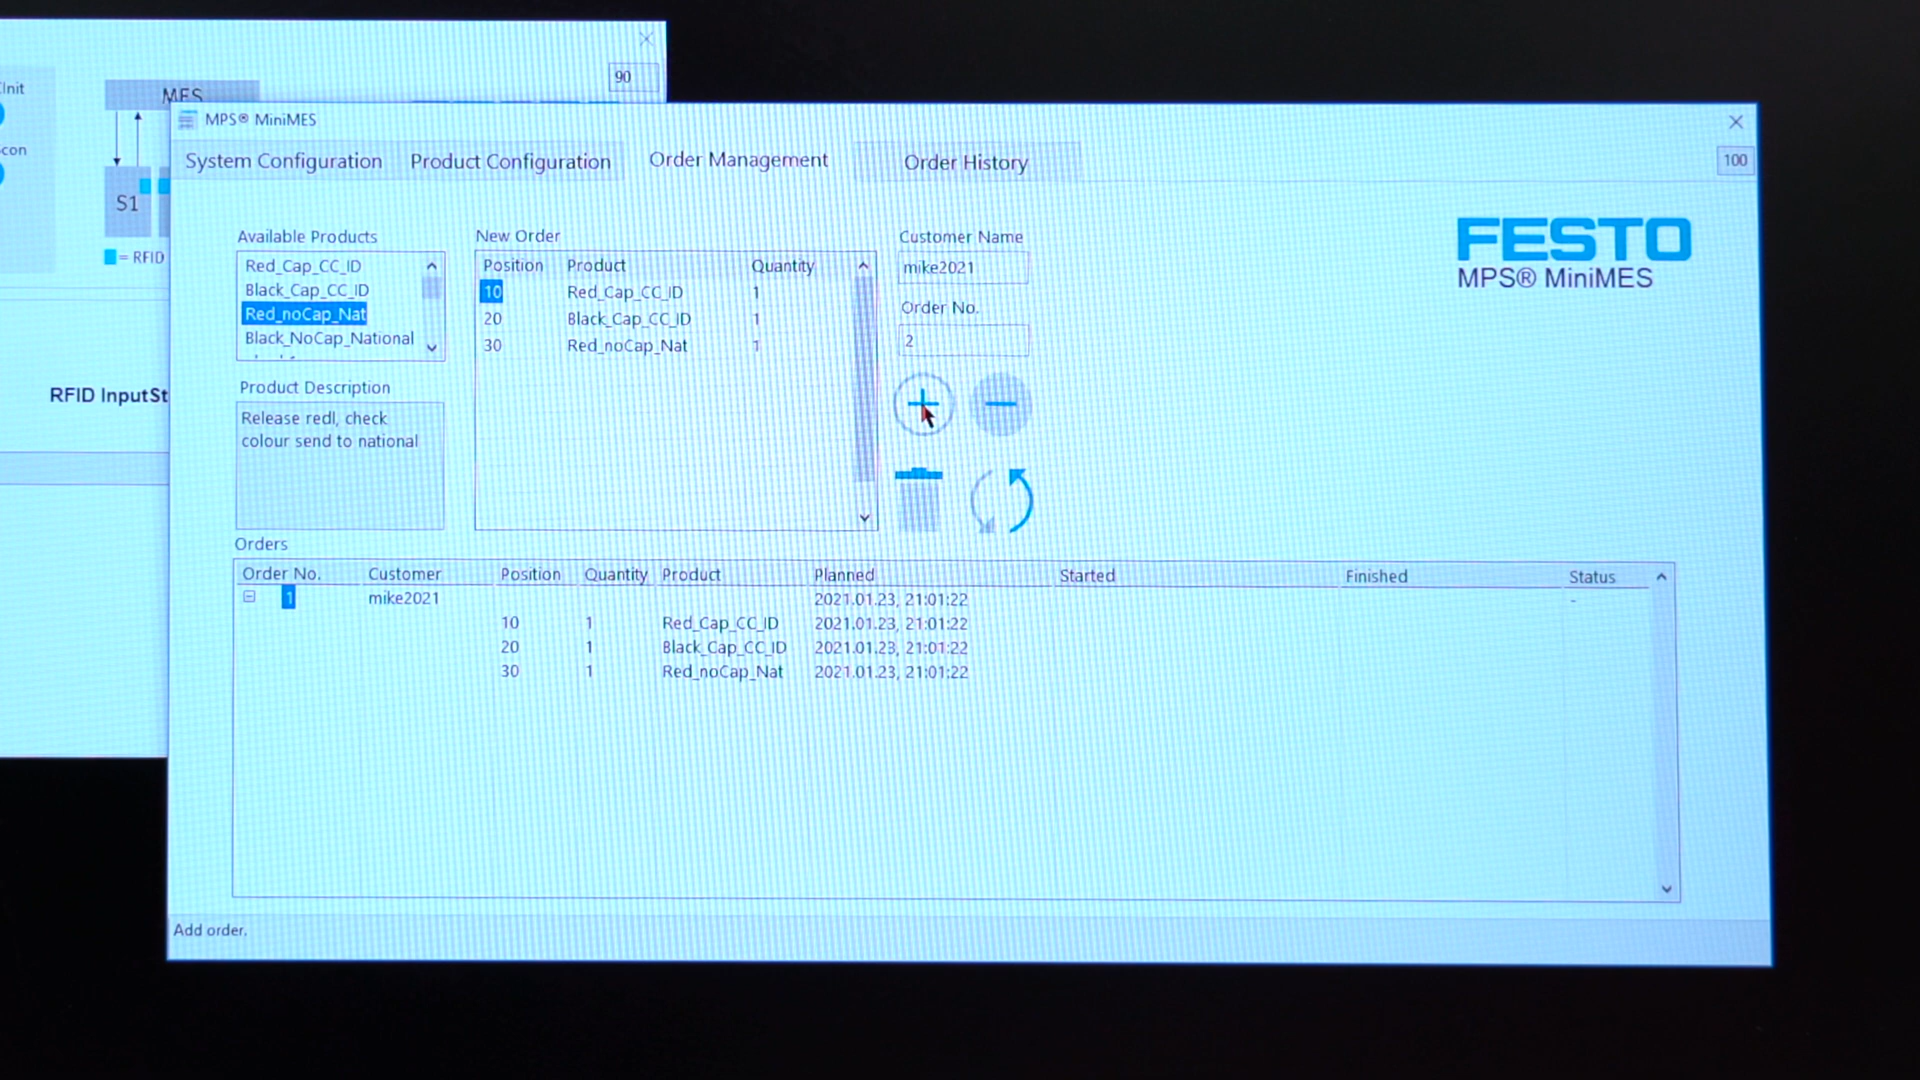 90
Init
MES
con
S1
= RFID
RFID InputSt
MPS® MiniMES
System Configuration Product Configuration Order Management Order History
100
FESTO
MPS® MiniMES
Available Products
Red_Cap_CC_ID
Black_Cap_CC_ID
Red_noCap_Nat
Black_NoCap_National
Product Description
Release redl, check
colour send to national
New Order
Position Product Quantity
10 Red_Cap_CC_ID 1
20 Black_Cap_CC_ID 1
30 Red_noCap_Nat 1
Customer Name
mike2021
Order No.
2
Orders
Order No. Customer Position Quantity Product Planned Started Finished Status
1 mike2021 2021.01.23, 21:01:22 -
10 1 Red_Cap_CC_ID 2021.01.23, 21:01:22
20 1 Black_Cap_CC_ID 2021.01.23, 21:01:22
30 1 Red_noCap_Nat 2021.01.23, 21:01:22
Add order.